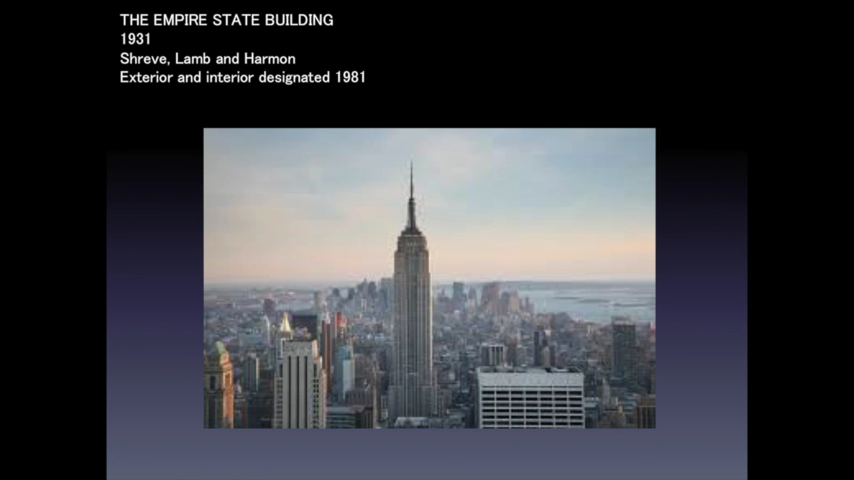 THE EMPIRE STATE BUILDING
1931
Shreve, Lamb and Harmon
Exterior and interior designated 1981